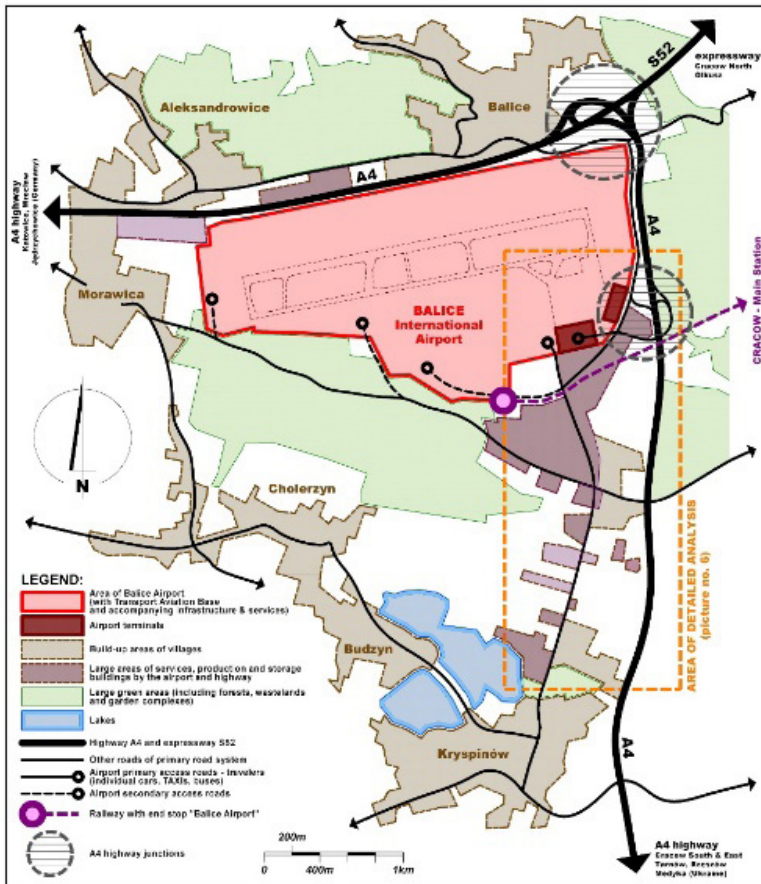 S52
expressway
Cracow North
Olkusz
Aleksandrowice
Balice
A4
A4 highway
Katowice, Wrocław
Jędrzychowice (Germany)
A4
Morawica
BALICE
International
Airport
CRACOW - Main Station
N
Cholerzyn
AREA OF DETAILED ANALYSIS
(picture no. 6)
LEGEND:
Area of Balice Airport
(with Transport Aviation Base
and accompanying infrastructure & services)
Airport terminals
Build-up areas of villages
Large areas of services, production and storage
buildings by the airport and highway
Large green areas (including forests, wastelands
and garden complexes)
Lakes
Highway A4 and expressway S52
Other roads of primary road system
Airport primary access roads - travelers
(individual cars, TAXIs, buses)
Airport secondary access roads
Railway with end stop "Balice Airport"
A4 highway junctions
Budzyn
Kryspinów
A4
200m
0
400m
1km
A4 highway
Cracow South & East
Tarnów, Rzeszów
Medyka (Ukraine)